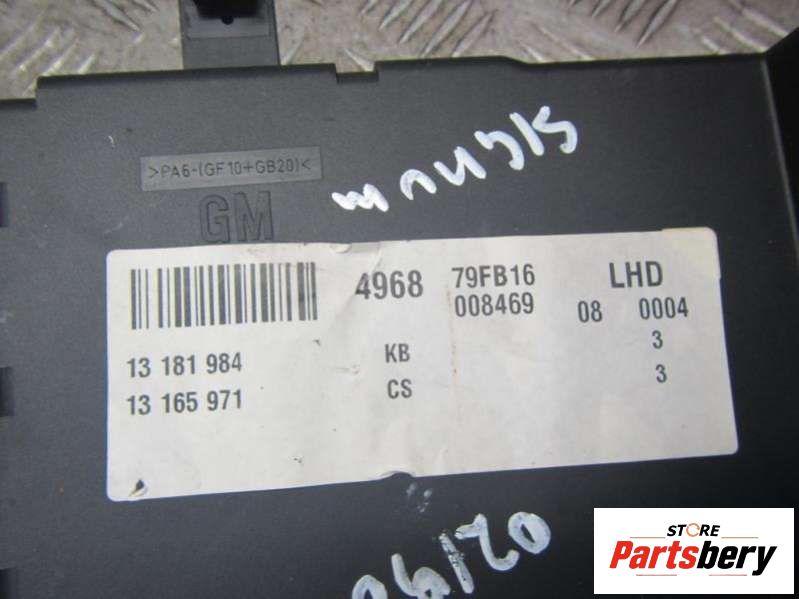 >PA6-(GF10+GB20)<
GM
4968 79FB16 LHD
008469 08 0004
13 181 984 KB 3
13 165 971 CS 3
STORE
Partsbery